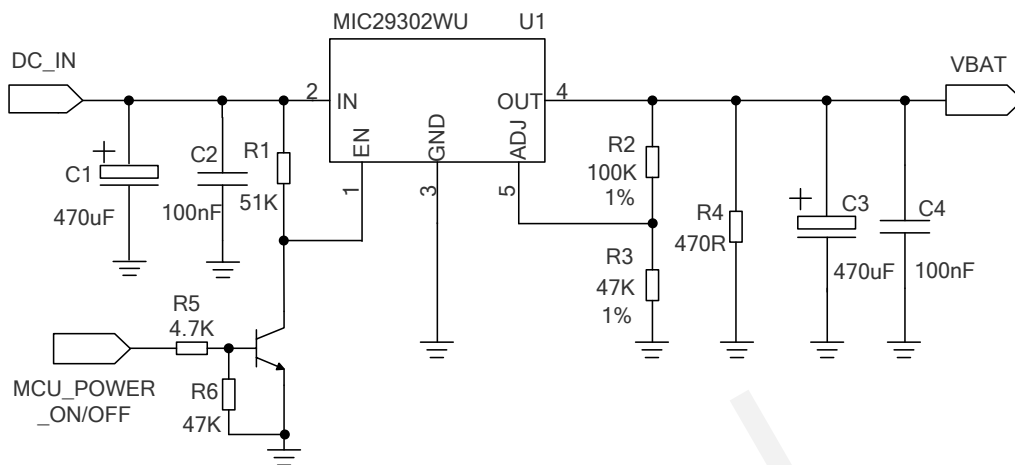 MIC29302WU U1
DC_IN
VBAT
2 IN
OUT 4
EN
GND
ADJ
1
3
5
C1
470uF
C2
100nF
R1
51K
R2
100K
1%
R3
47K
1%
R4
470R
C3
470uF
C4
100nF
R5
4.7K
MCU_POWER
_ON/OFF
R6
47K